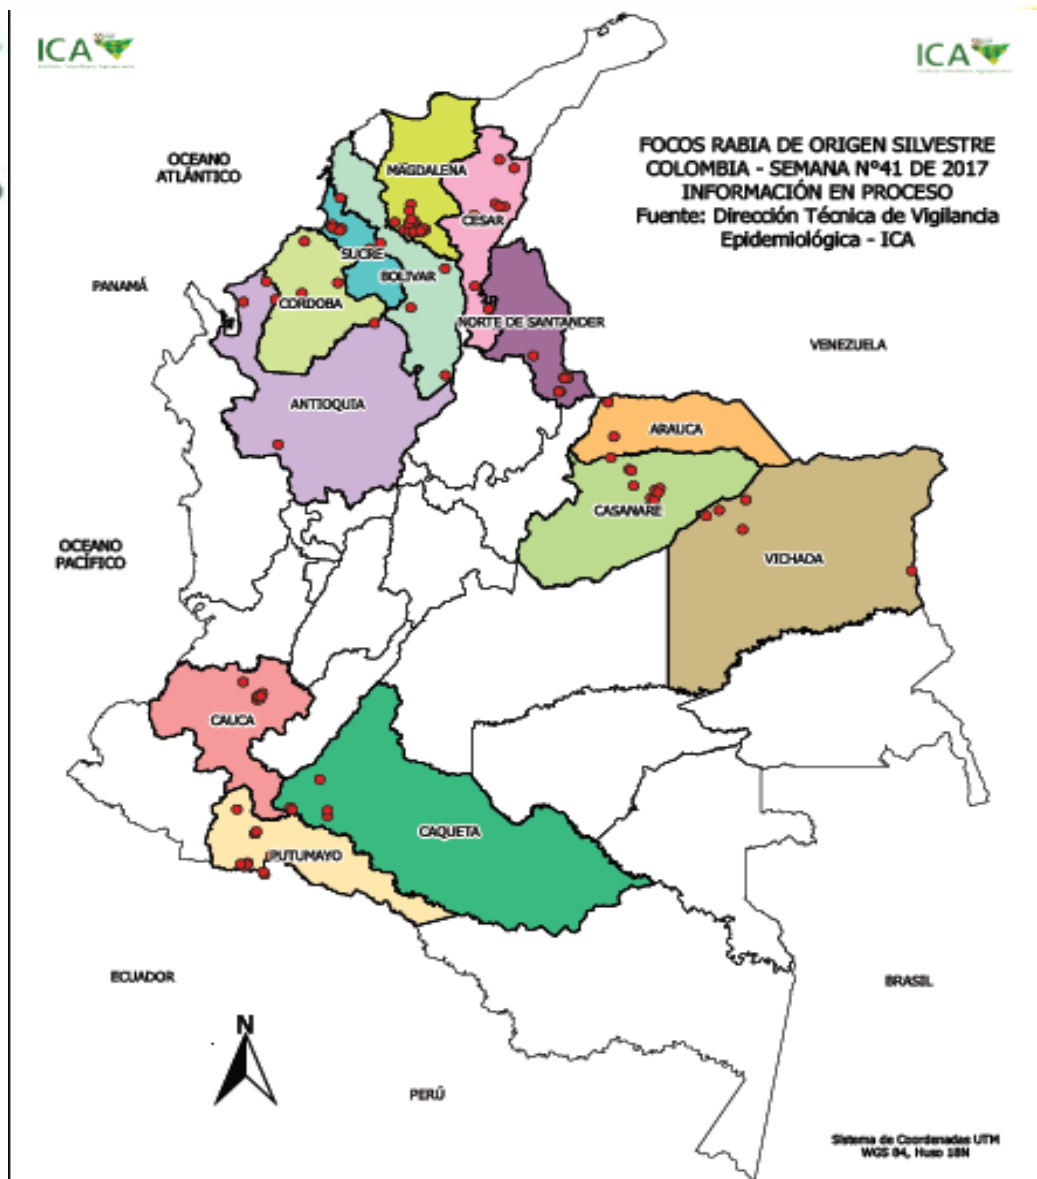 ICA
ICA
FOCOS RABIA DE ORIGEN SILVESTRE
COLOMBIA - SEMANA N°41 DE 2017
INFORMACIÓN EN PROCESO
Fuente: Dirección Técnica de Vigilancia
Epidemiológica - ICA
OCEANO
ATLÁNTICO
MAGDALENA
CESAR
SUCRE
BOLIVAR
PANAMÁ
CORDOBA
NORTE DE SANTANDER
VENEZUELA
ANTIOQUIA
ARAUCA
CASANARE
OCEANO
PACÍFICO
VICHADA
CAUCA
CAQUETA
PUTUMAYO
ECUADOR
BRASIL
N
PERÚ
Sistema de Coordenadas UTM
WGS 84, Huso 18N